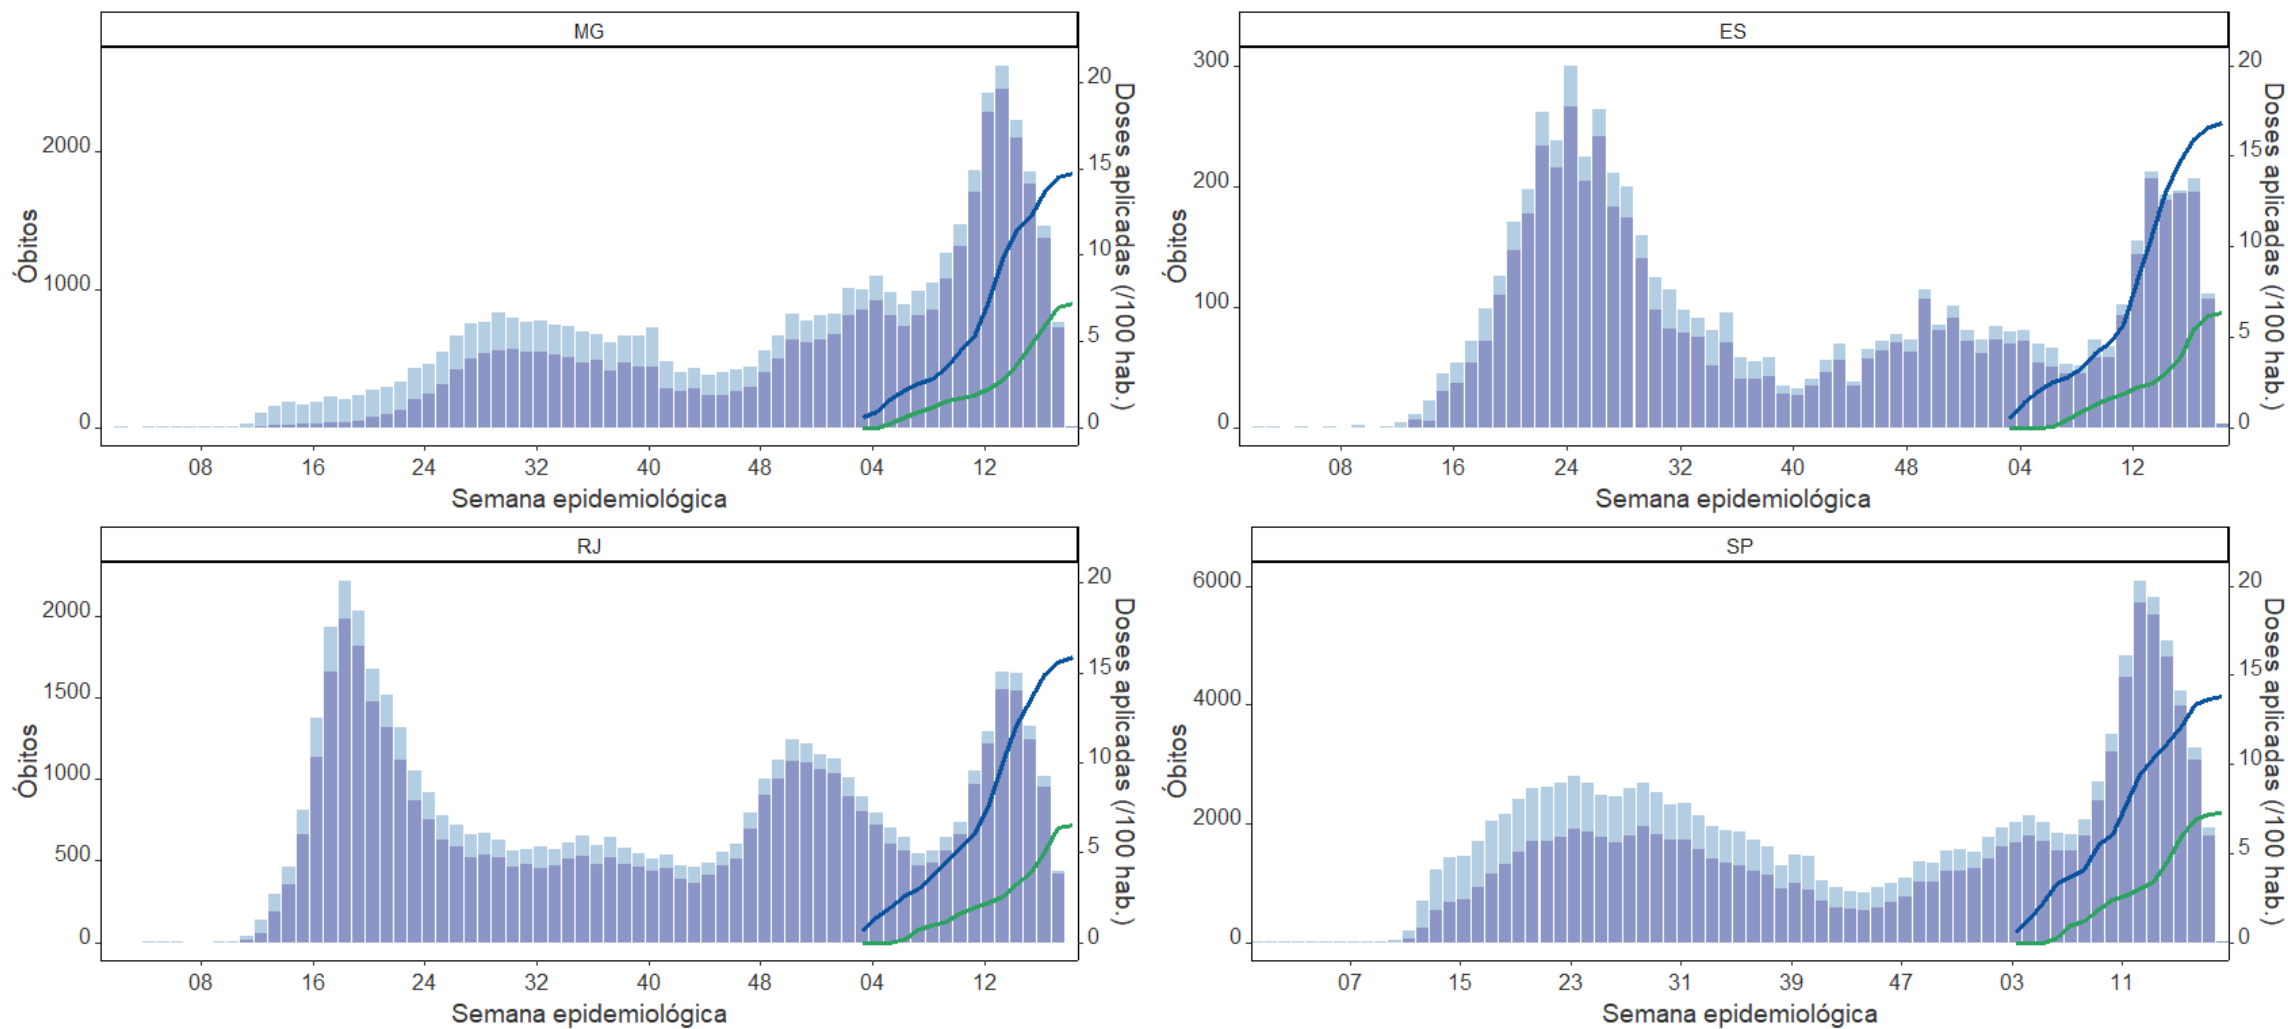 MG
Óbitos
2000
1000
0
20
15
10
5
0
Doses aplicadas (/100 hab.)
08 16 24 32 40 48 04 12
Semana epidemiológica
ES
Óbitos
300
200
100
0
20
15
10
5
0
Doses aplicadas (/100 hab.)
08 16 24 32 40 48 04 12
Semana epidemiológica
RJ
Óbitos
2000
1500
1000
500
0
20
15
10
5
0
Doses aplicadas (/100 hab.)
08 16 24 32 40 48 04 12
Semana epidemiológica
SP
Óbitos
6000
4000
2000
0
20
15
10
5
0
Doses aplicadas (/100 hab.)
07 15 23 31 39 47 03 11
Semana epidemiológica